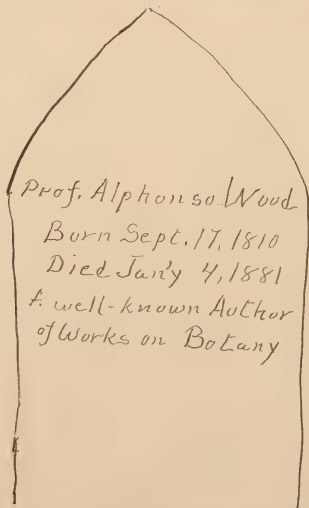 Prof. Alphonso Wood
Born Sept. 17, 1810
Died Jan'y 4, 1881
A well-known Author
of Works on Botany